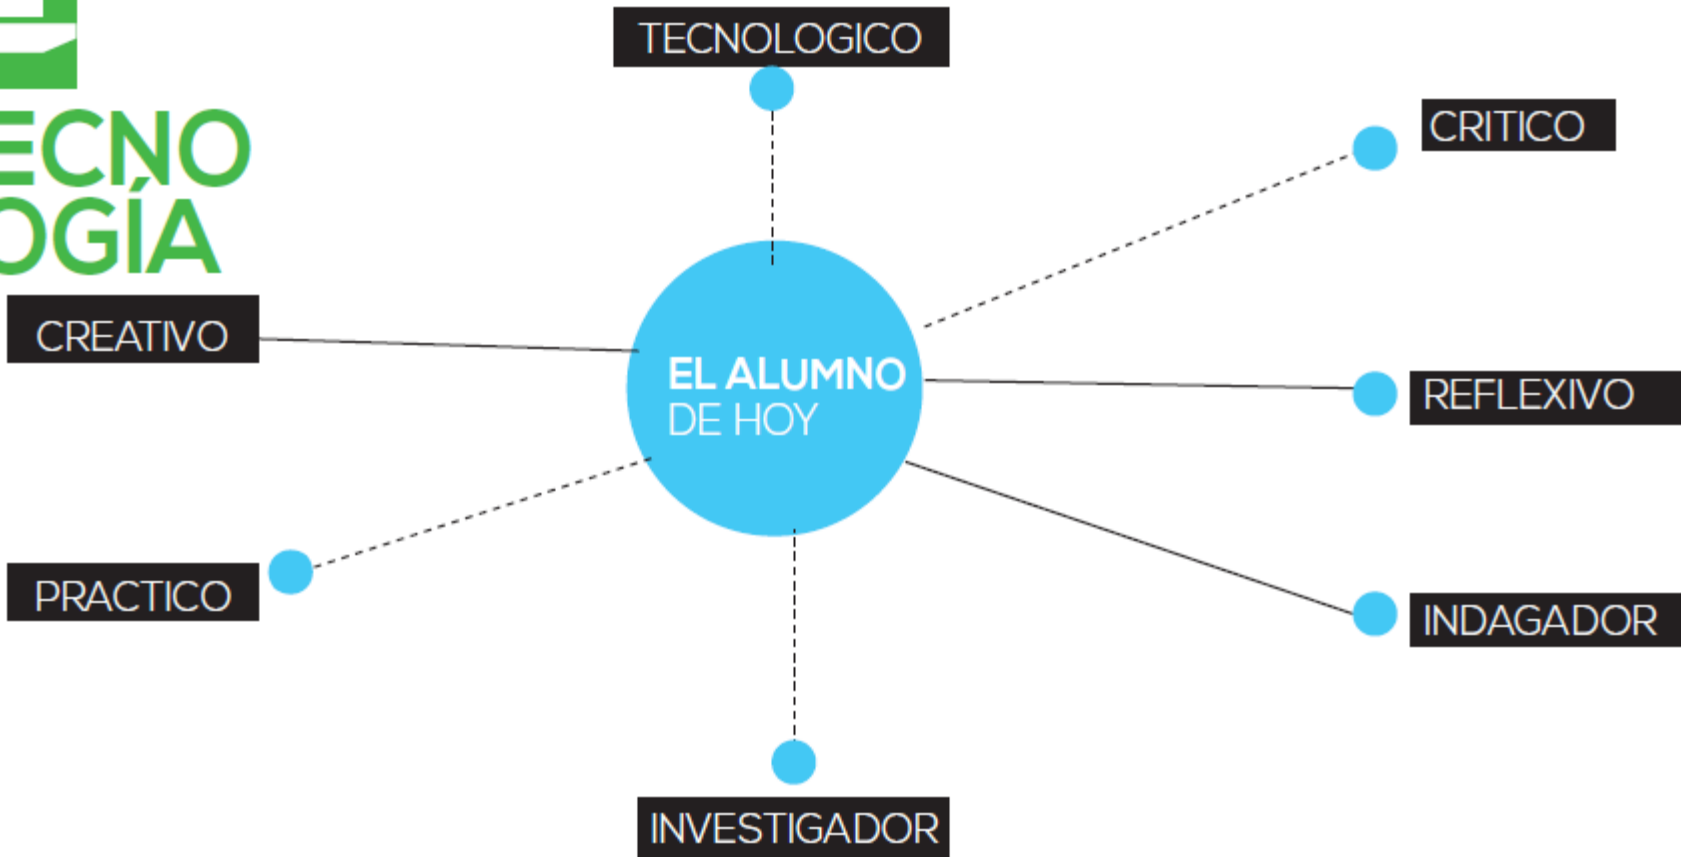 TECNOLOGICO
CRITICO
ECNO
OGÍA
CREATIVO
EL ALUMNO
DE HOY
REFLEXIVO
PRACTICO
INDAGADOR
INVESTIGADOR